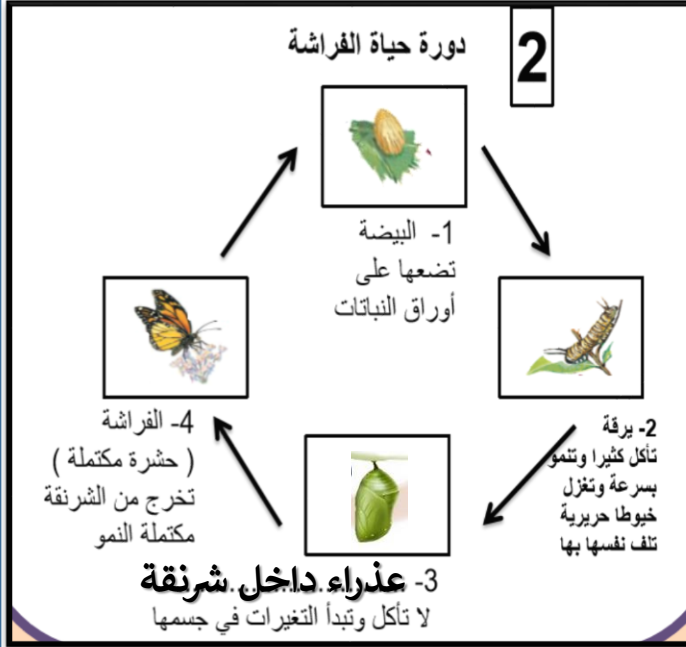 2
دورة حياة الفراشة
1- البيضة
تضعها على
أوراق النباتات
2- يرقة
تأكل كثيرا وتنمو
بسرعة وتغزل
خيوطا حريرية
تلف نفسها بها
3- عذراء داخل شرنقة
لا تأكل وتبدأ التغيرات في جسمها
4- الفراشة
( حشرة مكتملة )
تخرج من الشرنقة
مكتملة النمو